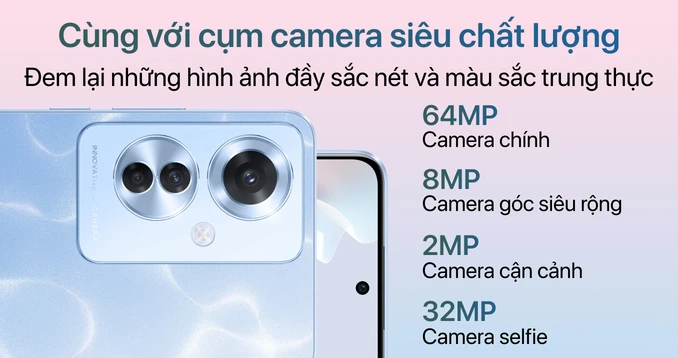 Cùng với cụm camera siêu chất lượng
Đem lại những hình ảnh đầy sắc nét và màu sắc trung thực
64MP
Camera chính
8MP
Camera góc siêu rộng
2MP
Camera cận cảnh
32MP
Camera selfie